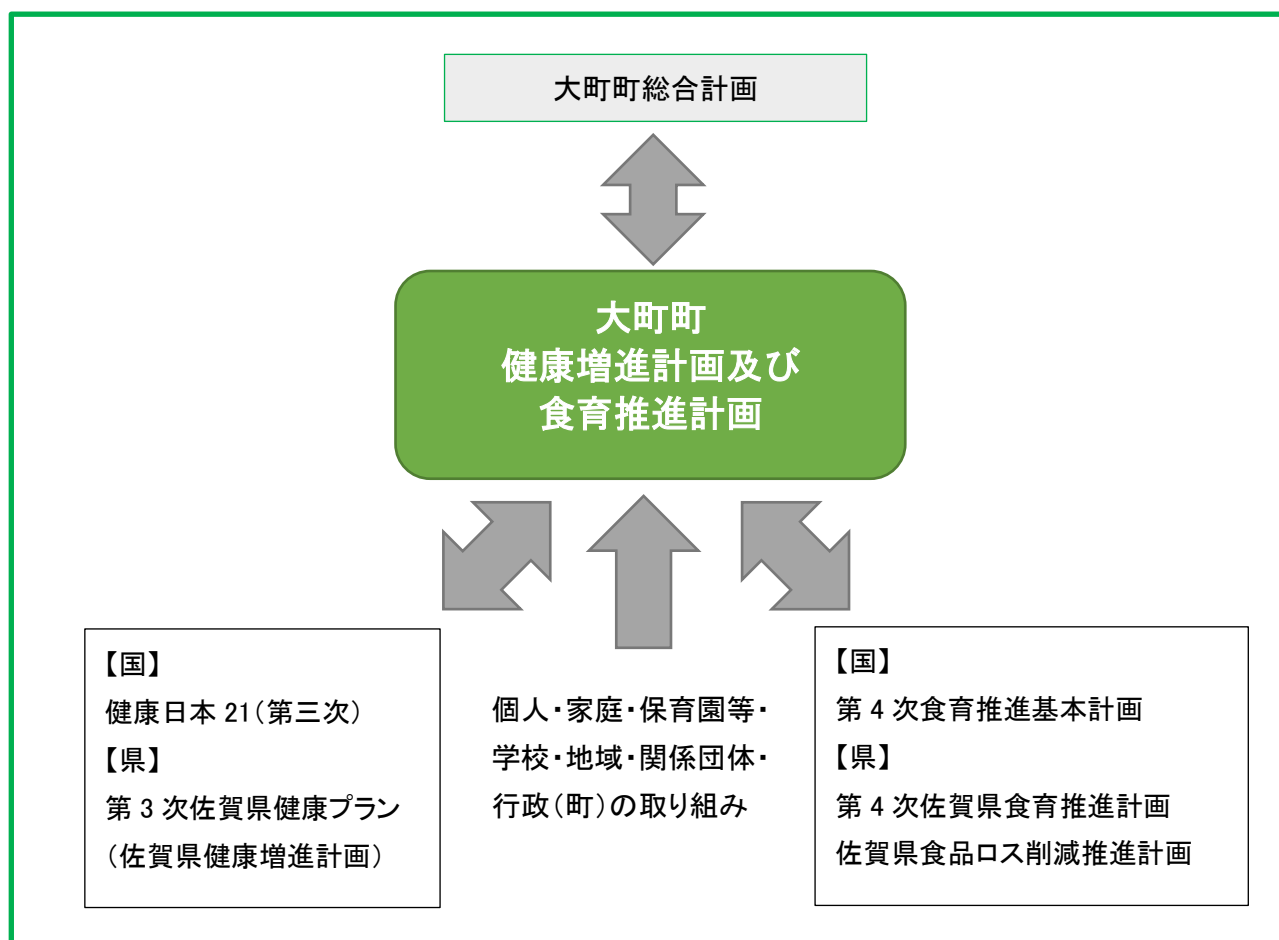 大町町総合計画
大町町
健康増進計画及び
食育推進計画
【国】
健康日本 21(第三次)
【県】
第 3 次佐賀県健康プラン
(佐賀県健康増進計画)
個人・家庭・保育園等・
学校・地域・関係団体・
行政(町)の取り組み
【国】
第 4 次食育推進基本計画
【県】
第 4 次佐賀県食育推進計画
佐賀県食品ロス削減推進計画